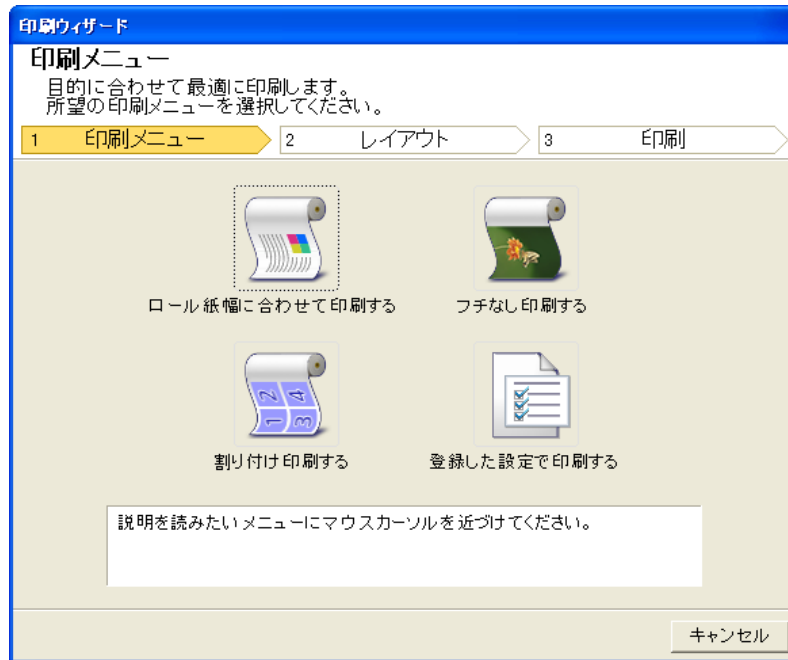 印刷ウィザード
印刷メニュー
目的に合わせて最適に印刷します。
所望の印刷メニューを選択してください。
1 印刷メニュー 2 レイアウト 3 印刷
ロール紙幅に合わせて印刷する フチなし印刷する
1 2 3 4
割り付け印刷する 登録した設定で印刷する
説明を読みたいメニューにマウスカーソルを近づけてください。
キャンセル